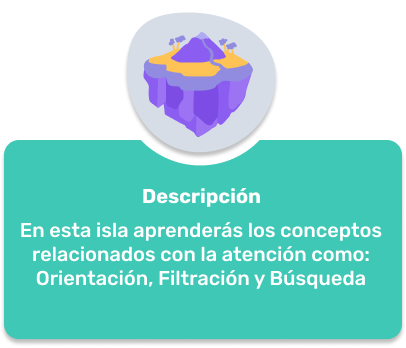 Descripción
En esta isla aprenderás los conceptos
relacionados con la atención como:
Orientación, Filtración y Búsqueda